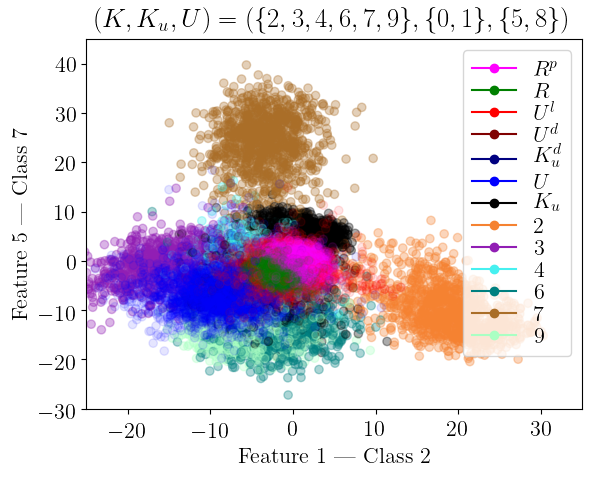 (K, K_u, U) = ({2, 3, 4, 6, 7, 9}, {0, 1}, {5, 8})
Feature 5 — Class 7
40
30
20
10
0
−10
−20
−30
R^p
R
U^l
U^d
K_u^d
U
K_u
2
3
4
6
7
9
−20 −10 0 10 20 30
Feature 1 — Class 2